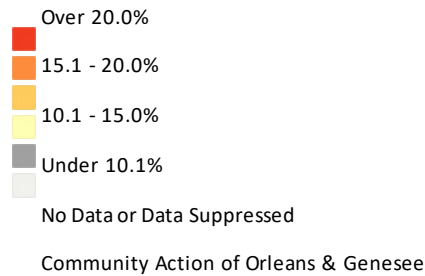 Over 20.0%
15.1 - 20.0%
10.1 - 15.0%
Under 10.1%
No Data or Data Suppressed
Community Action of Orleans & Genesee